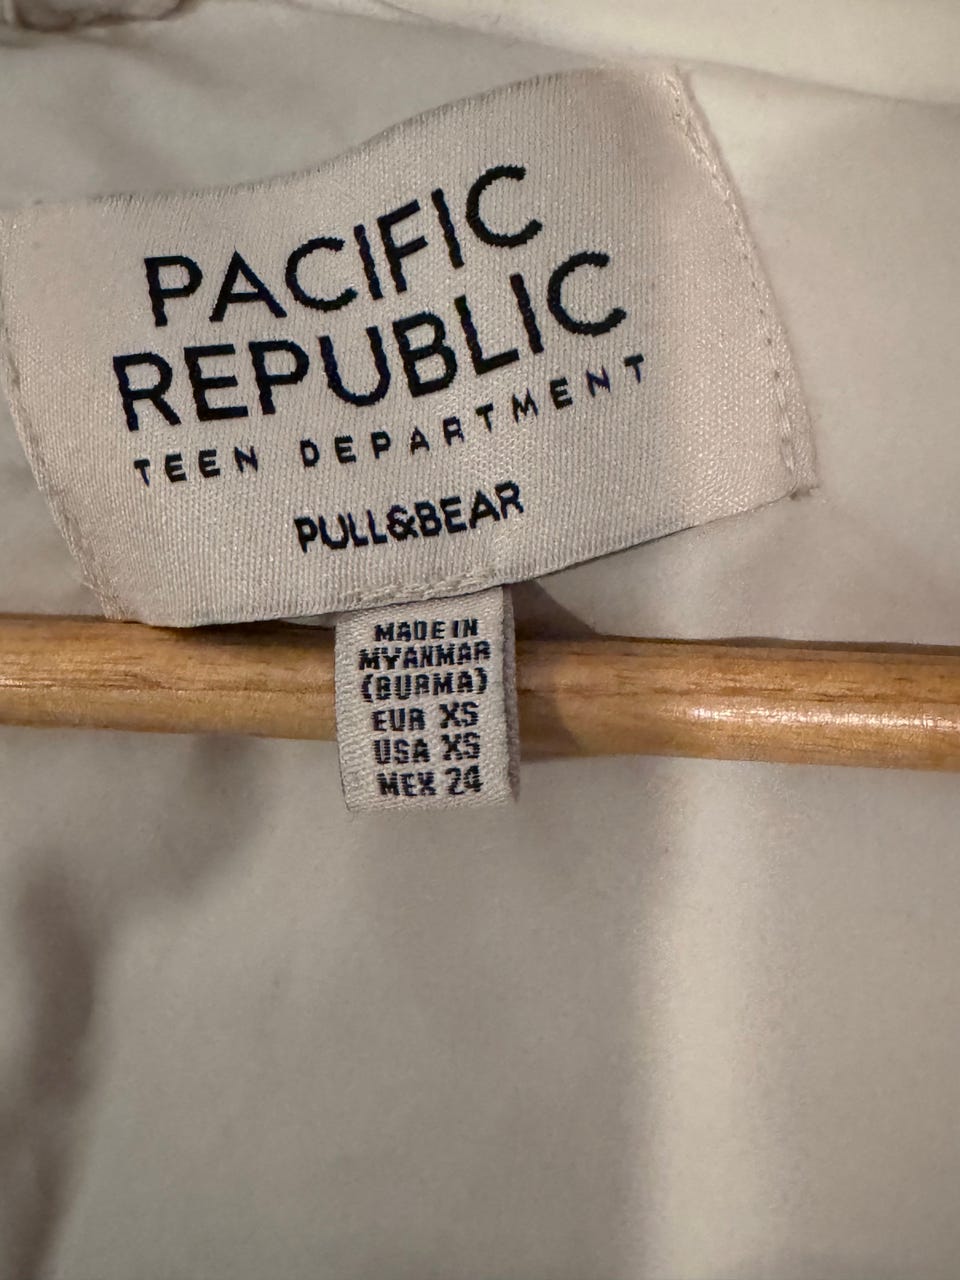 PACIFIC
REPUBLIC
TEEN DEPARTMENT
PULL&BEAR
MADE IN
MYANMAR
(BURMA)
EUR XS
USA XS
MEX 24